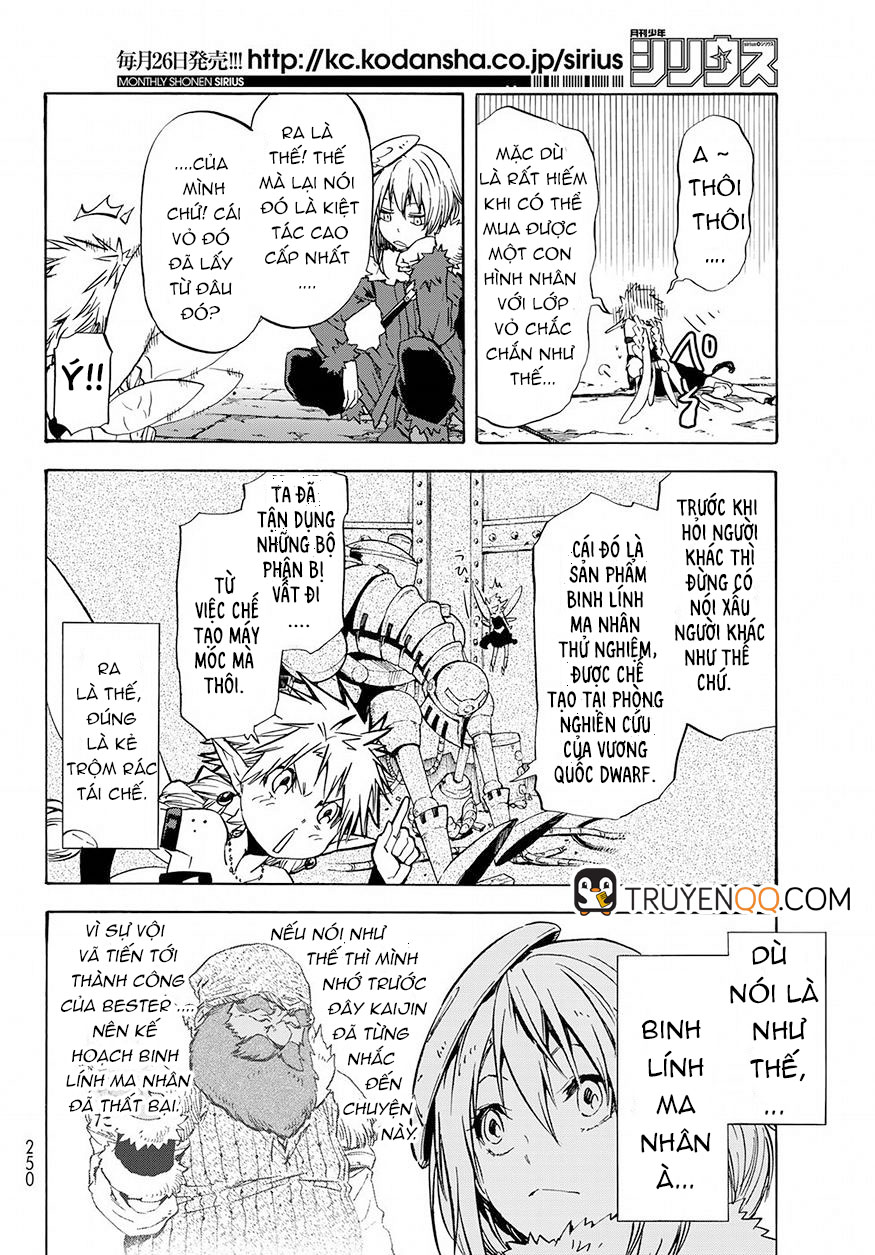 毎月26日発売!!! http://kc.kodansha.co.jp/sirius
MONTHLY SHONEN SIRIUS
月刊少年
シリウス
A ~
THÔI
THÔI
....
MẶC DÙ
LÀ RẤT HIẾM
KHI CÓ THỂ
MUA ĐƯỢC
MỘT CON
HÌNH NHÂN
VỚI LỚP
VỎ CHẮC
CHẮN NHƯ
THẾ...
RA LÀ
THẾ! THẾ
MÀ LẠI NÓI
ĐÓ LÀ KIỆT
TÁC CAO
CẤP NHẤT
....
....CỦA
MÌNH
CHỨ! CÁI
VỎ ĐÓ
ĐÃ LẤY
TỪ ĐÂU
ĐÓ?
Ý!!
TRƯỚC KHI
HỎI NGƯỜI
KHÁC THÌ
ĐỪNG CÓ
NÓI XẤU
NGƯỜI KHÁC
NHƯ THẾ
CHỨ.
CÁI ĐÓ LÀ
SẢN PHẨM
BINH LÍNH
MA NHÂN
THỬ NGHIỆM,
ĐƯỢC CHẾ
TẠO TẠI PHÒNG
NGHIÊN CỨU
CỦA VƯƠNG
QUỐC DWARF.
TA ĐÃ
TẬN DỤNG
NHỮNG BỘ
PHẬN BỊ
VẤT ĐI
....
TỪ
VIỆC CHẾ
TẠO MÁY
MÓC MÀ
THÔI.
RA
LÀ THẾ,
ĐÚNG
LÀ KẺ
TRỘM RÁC
TÁI CHẾ.
TRUYENQQ.COM
DÙ
NÓI LÀ
NHƯ
THẾ,
...
BINH
LÍNH
MA
NHÂN
À...
NẾU NÓI NHƯ
THẾ THÌ MÌNH
NHỚ TRƯỚC
ĐÂY KAIJIN
ĐÃ TỪNG
NHẮC
ĐẾN
CHUYỆN
NÀY.
VÌ SỰ VỘI
VÃ TIẾN TỚI
THÀNH CÔNG
CỦA BESTER ....
NÊN KẾ
HOẠCH BINH
LÍNH MA NHÂN
ĐÃ THẤT BẠI.
250